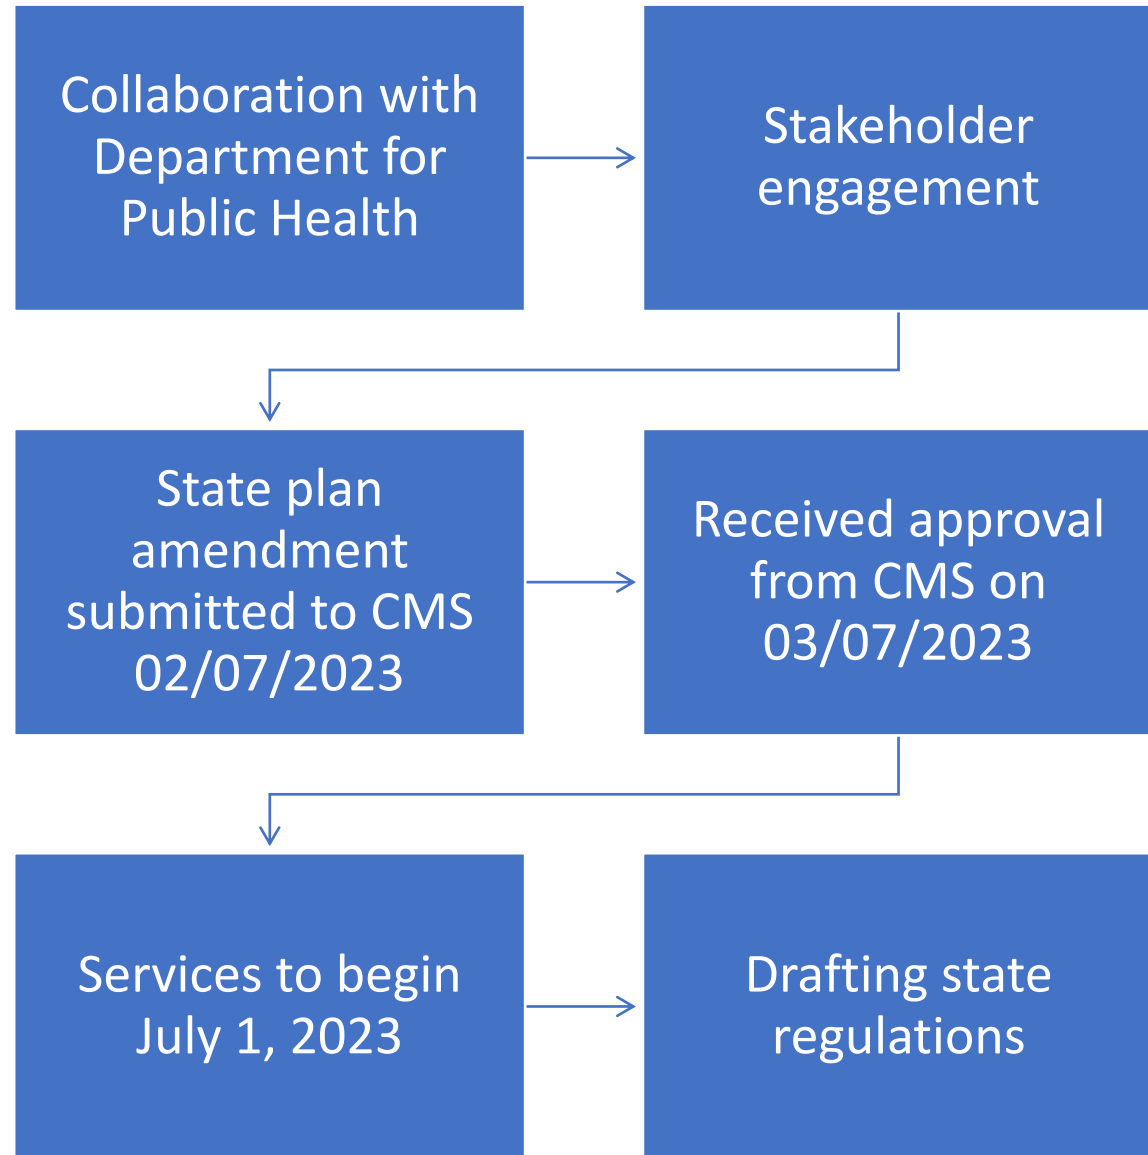 Collaboration with
Department for
Public Health
Stakeholder
engagement
State plan
amendment
submitted to CMS
02/07/2023
Received approval
from CMS on
03/07/2023
Services to begin
July 1, 2023
Drafting state
regulations